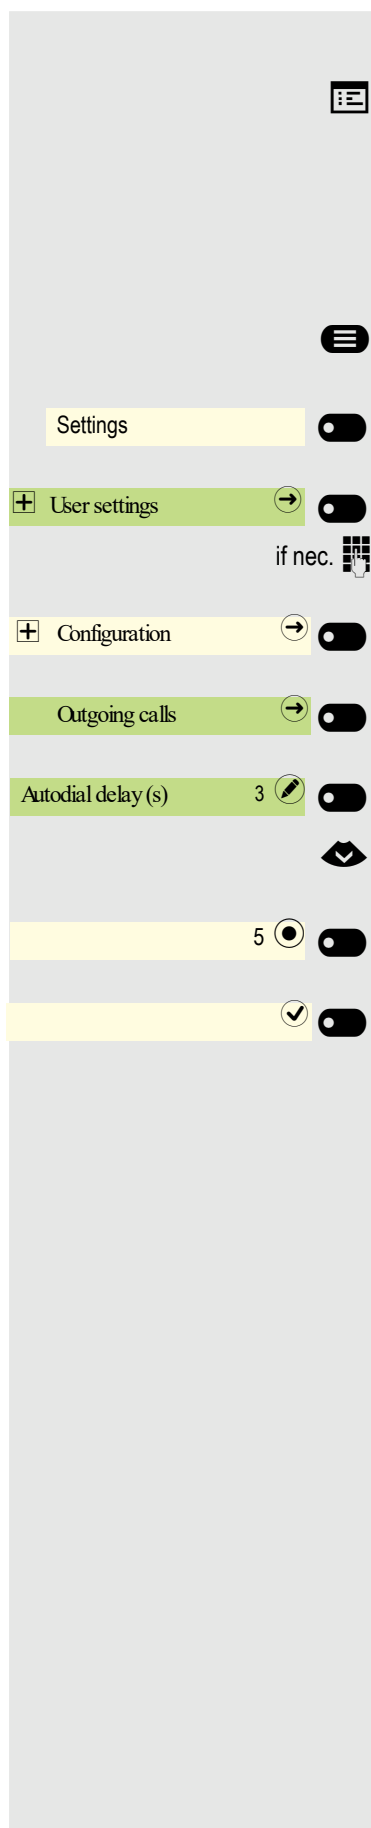 Settings
User settings
if nec.
Configuration
Outgoing calls
Autodial delay (s) 3
5